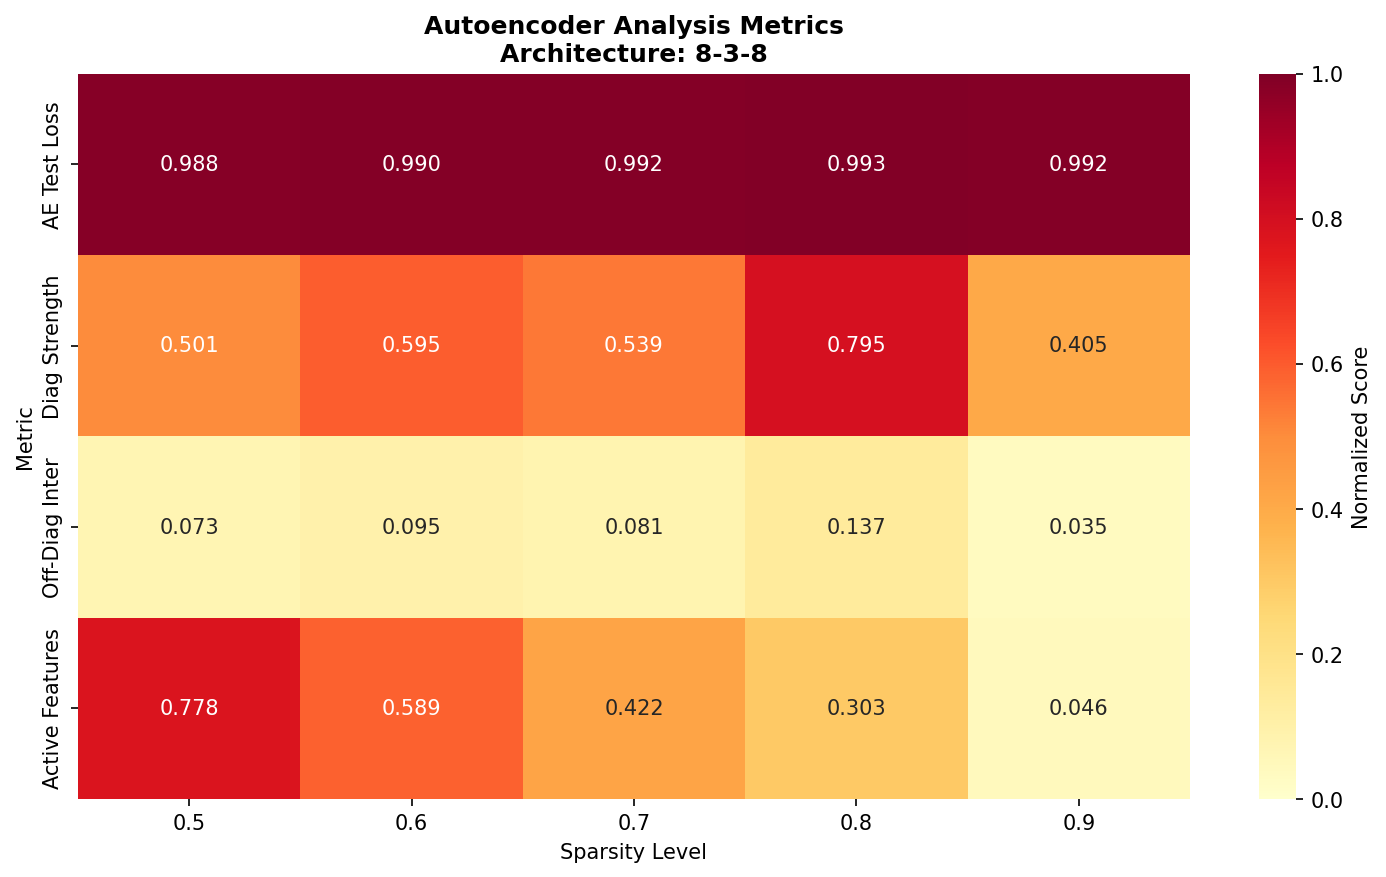 Autoencoder Analysis Metrics
Architecture: 8-3-8
Metric
AE Test Loss
0.988 0.990 0.992 0.993 0.992
Diag Strength
0.501 0.595 0.539 0.795 0.405
Off-Diag Inter
0.073 0.095 0.081 0.137 0.035
Active Features
0.778 0.589 0.422 0.303 0.046
0.5 0.6 0.7 0.8 0.9
Sparsity Level
1.0
0.8
0.6
0.4
0.2
0.0
Normalized Score